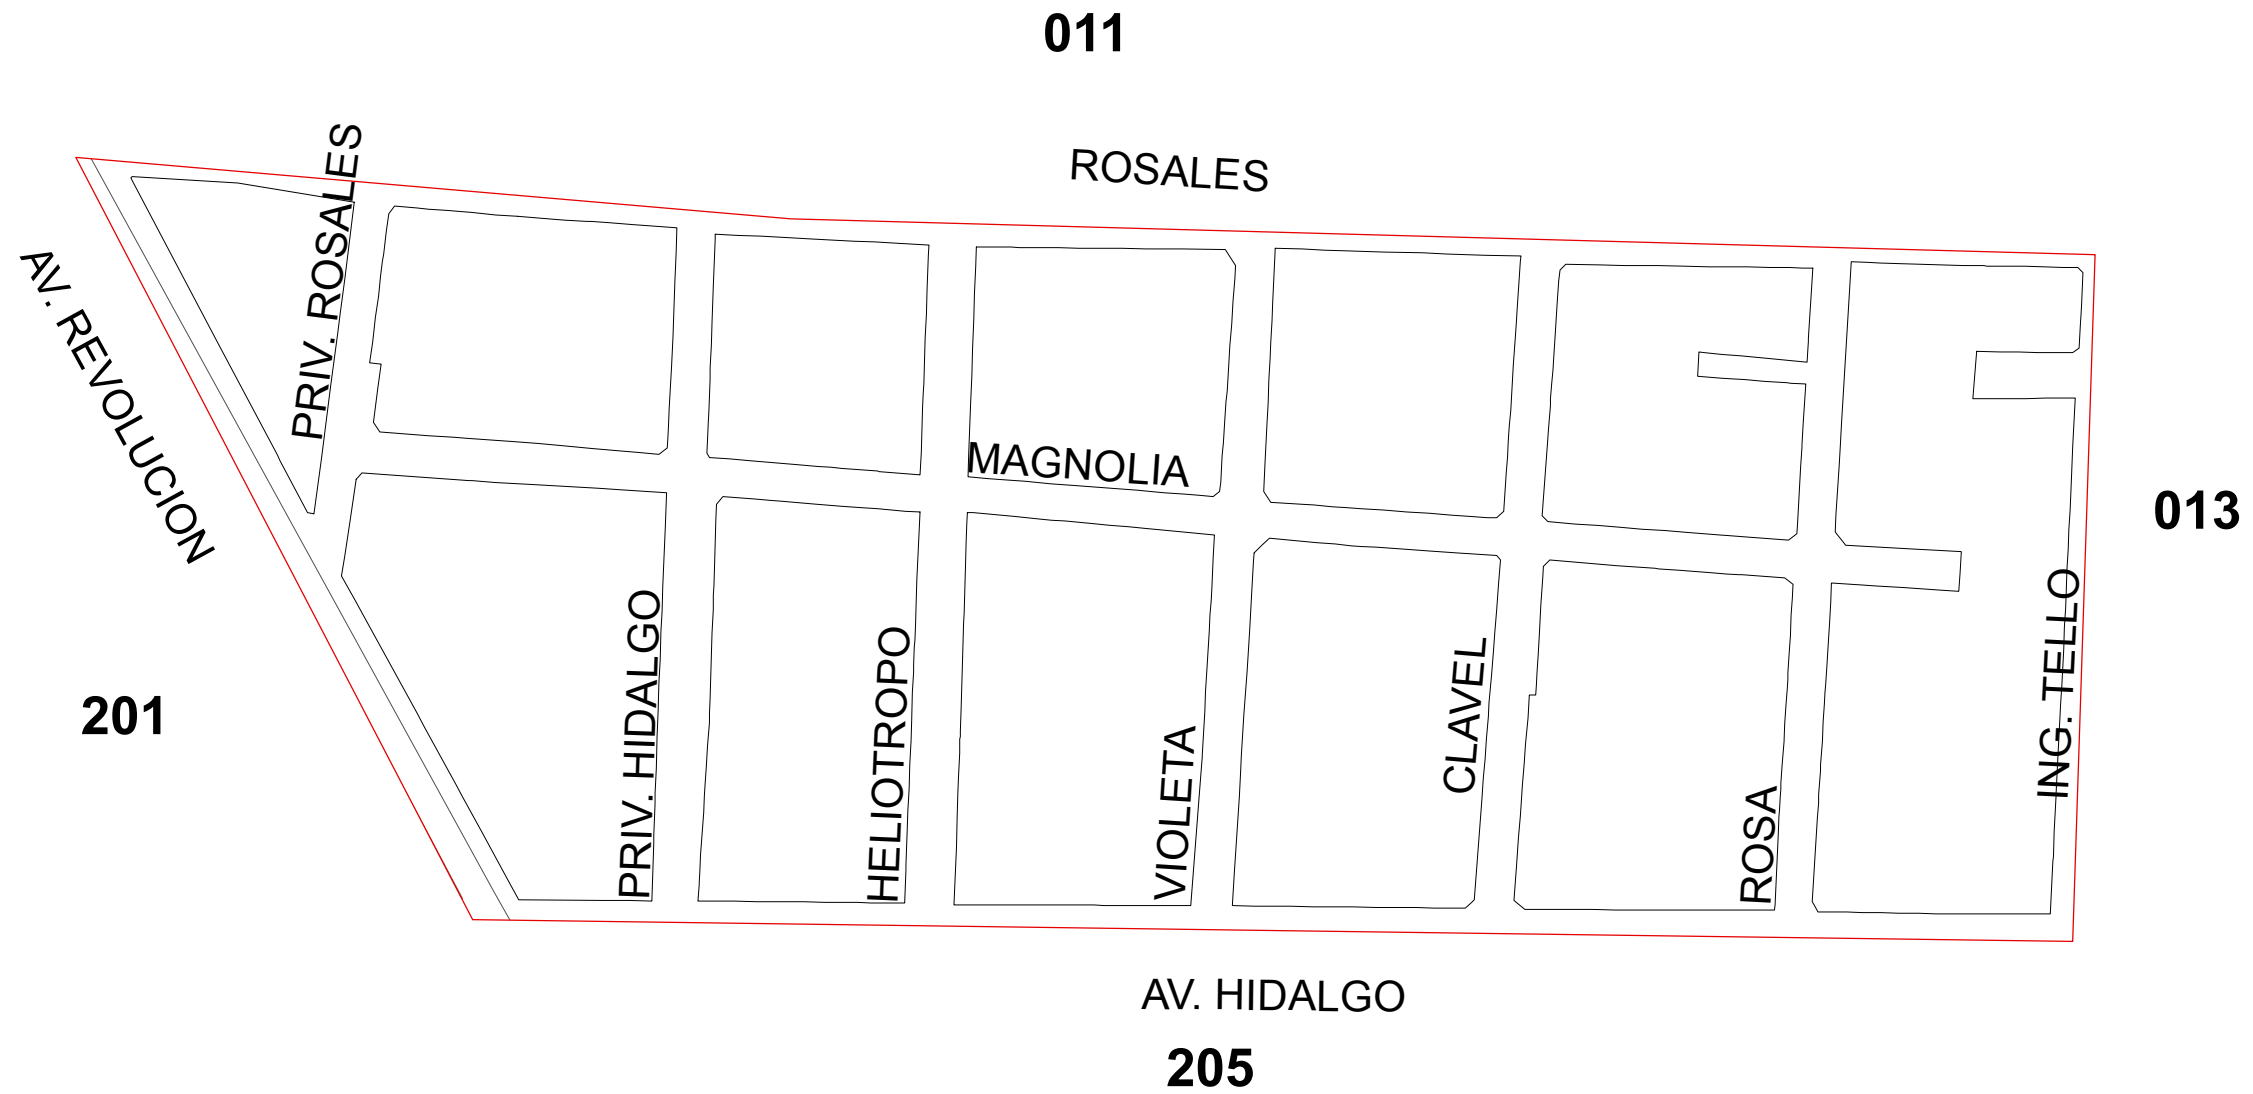 011
ROSALES
PRIV. ROSALES
AV. REVOLUCION
MAGNOLIA
013
201
PRIV. HIDALGO
HELIOTROPO
VIOLETA
CLAVEL
ROSA
ING. TELLO
AV. HIDALGO
205